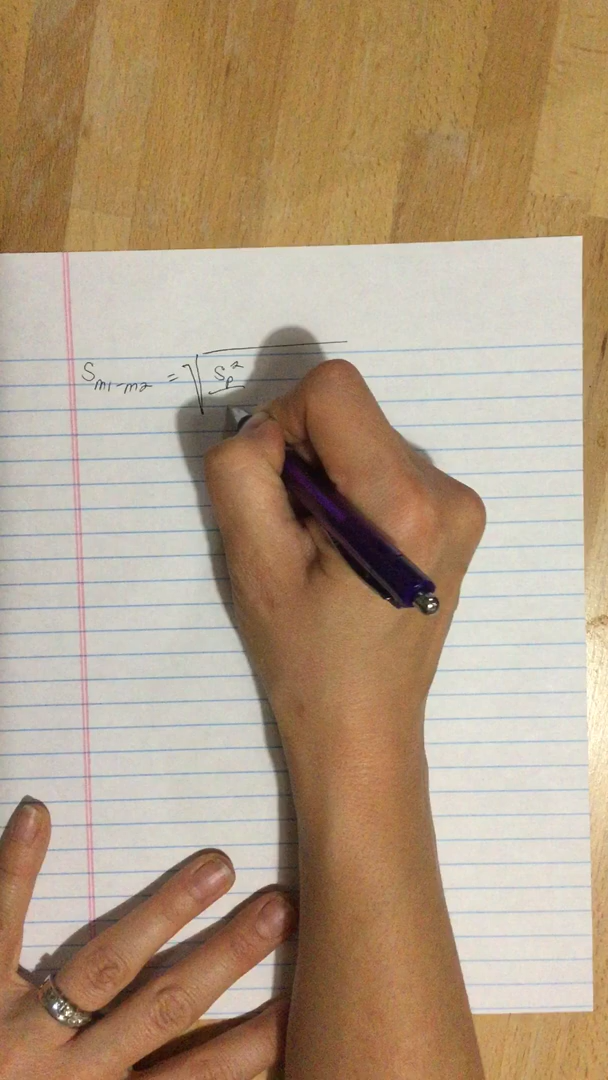 S_{m1-m2} = √ S_p^2